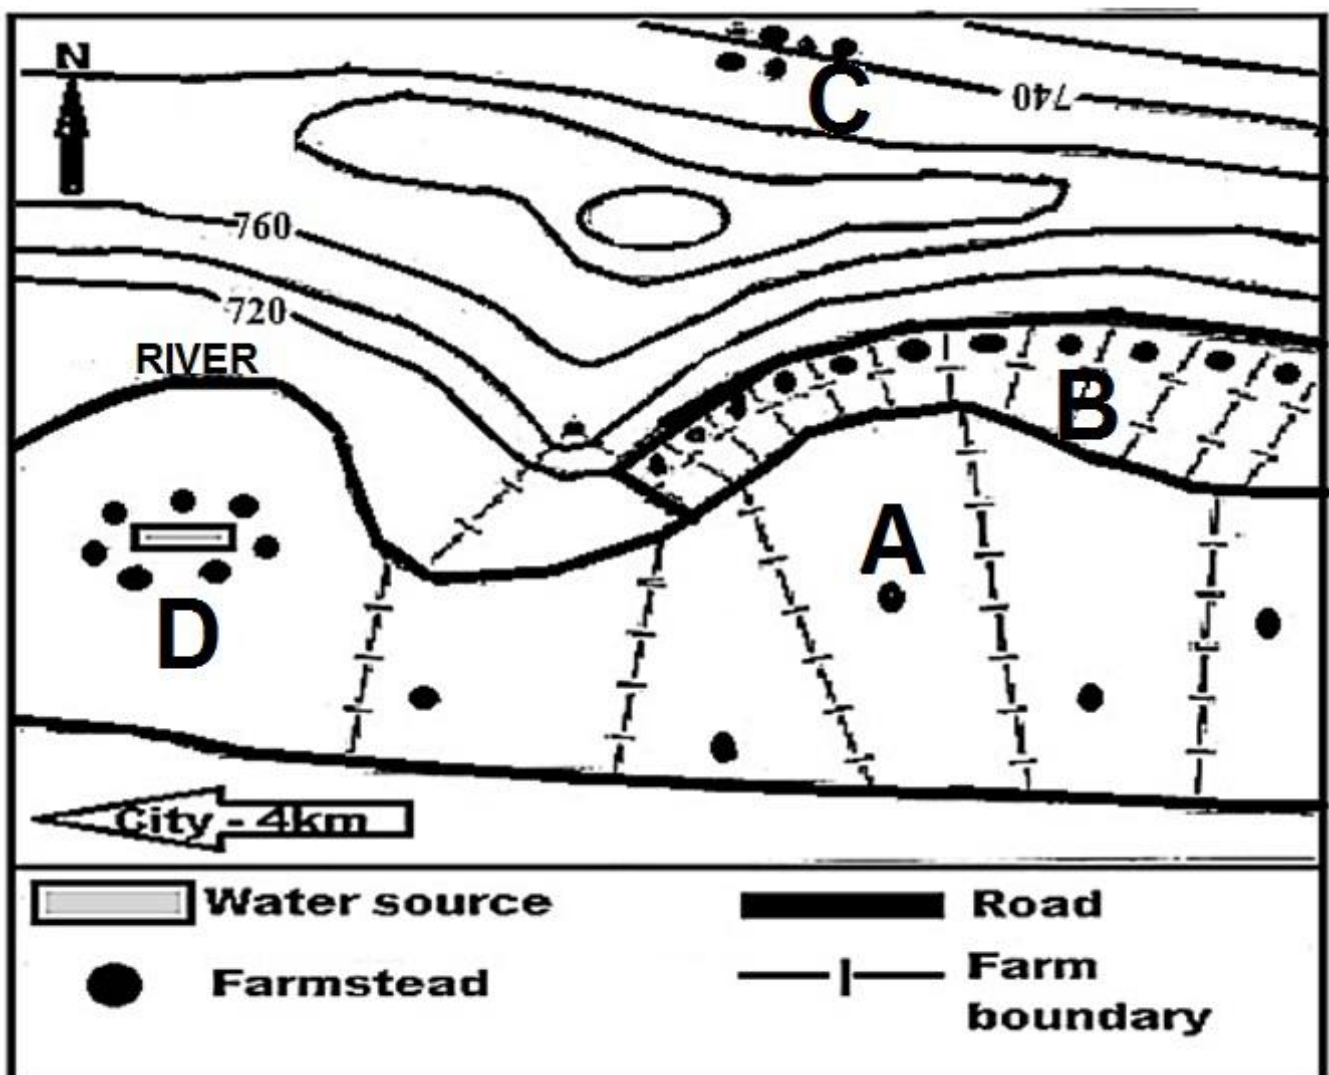 N
C
740
760
720
RIVER
B
A
D
City - 4km
Water source
Road
Farmstead
Farm
boundary